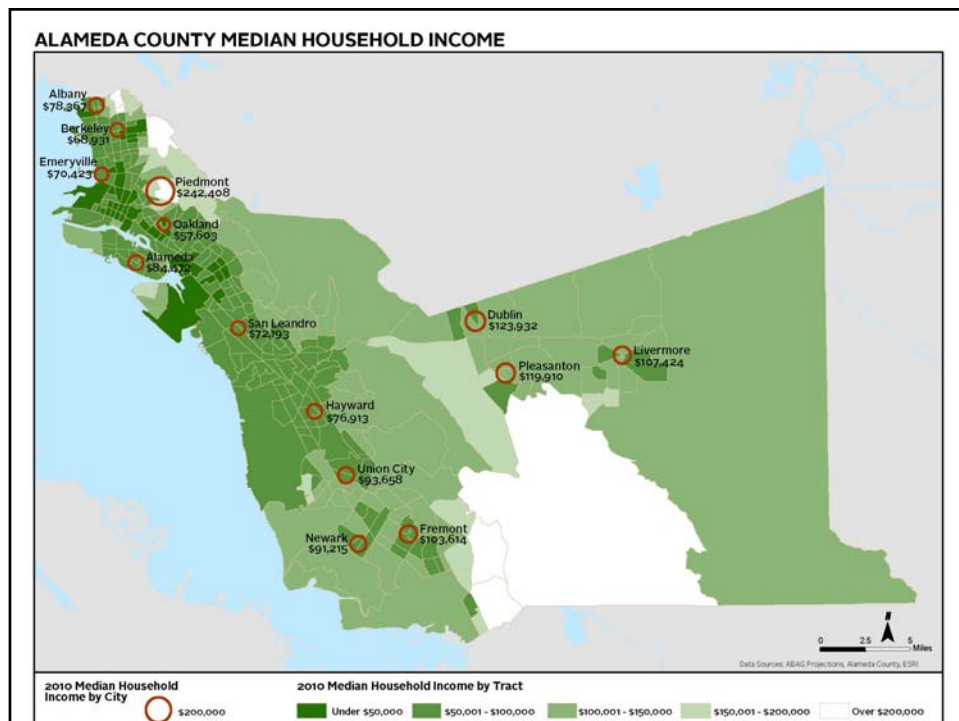 ALAMEDA COUNTY MEDIAN HOUSEHOLD INCOME
Albany
$78,367
Berkeley
$68,931
Emeryville
$70,423
Piedmont
$242,408
Oakland
$57,603
Alameda
$84,472
San Leandro
$72,193
Dublin
$123,932
Livermore
$107,424
Pleasanton
$119,910
Hayward
$76,913
Union City
$93,658
Newark
$91,215
Fremont
$103,614
0 2.5 5
Miles
Data Sources: ABAG Projections, Alameda County, ESRI
2010 Median Household
Income by City
$200,000
2010 Median Household Income by Tract
Under $50,000
$50,001 - $100,000
$100,001 - $150,000
$150,001 - $200,000
Over $200,000